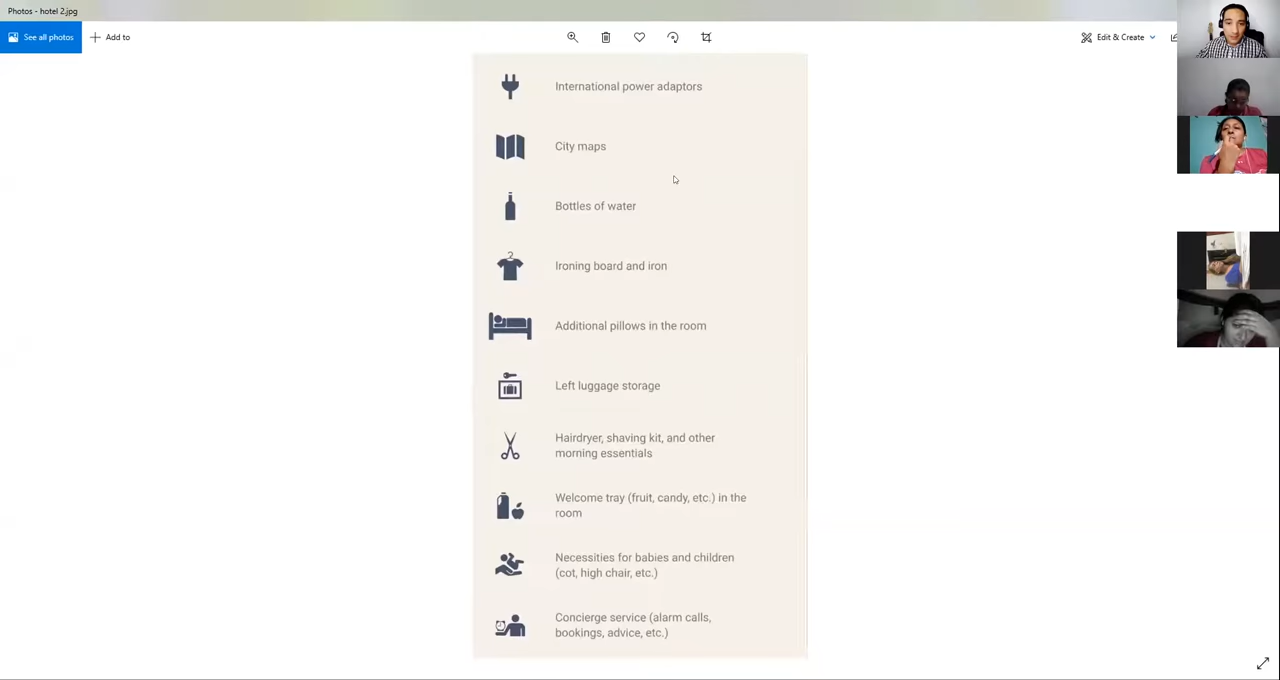 Photos - hotel 2.jpg
See all photos
Add to
Edit & Create
International power adaptors
City maps
Bottles of water
Ironing board and iron
Additional pillows in the room
Left luggage storage
Hairdryer, shaving kit, and other
morning essentials
Welcome tray (fruit, candy, etc.) in the
room
Necessities for babies and children
(cot, high chair, etc.)
Concierge service (alarm calls,
bookings, advice, etc.)